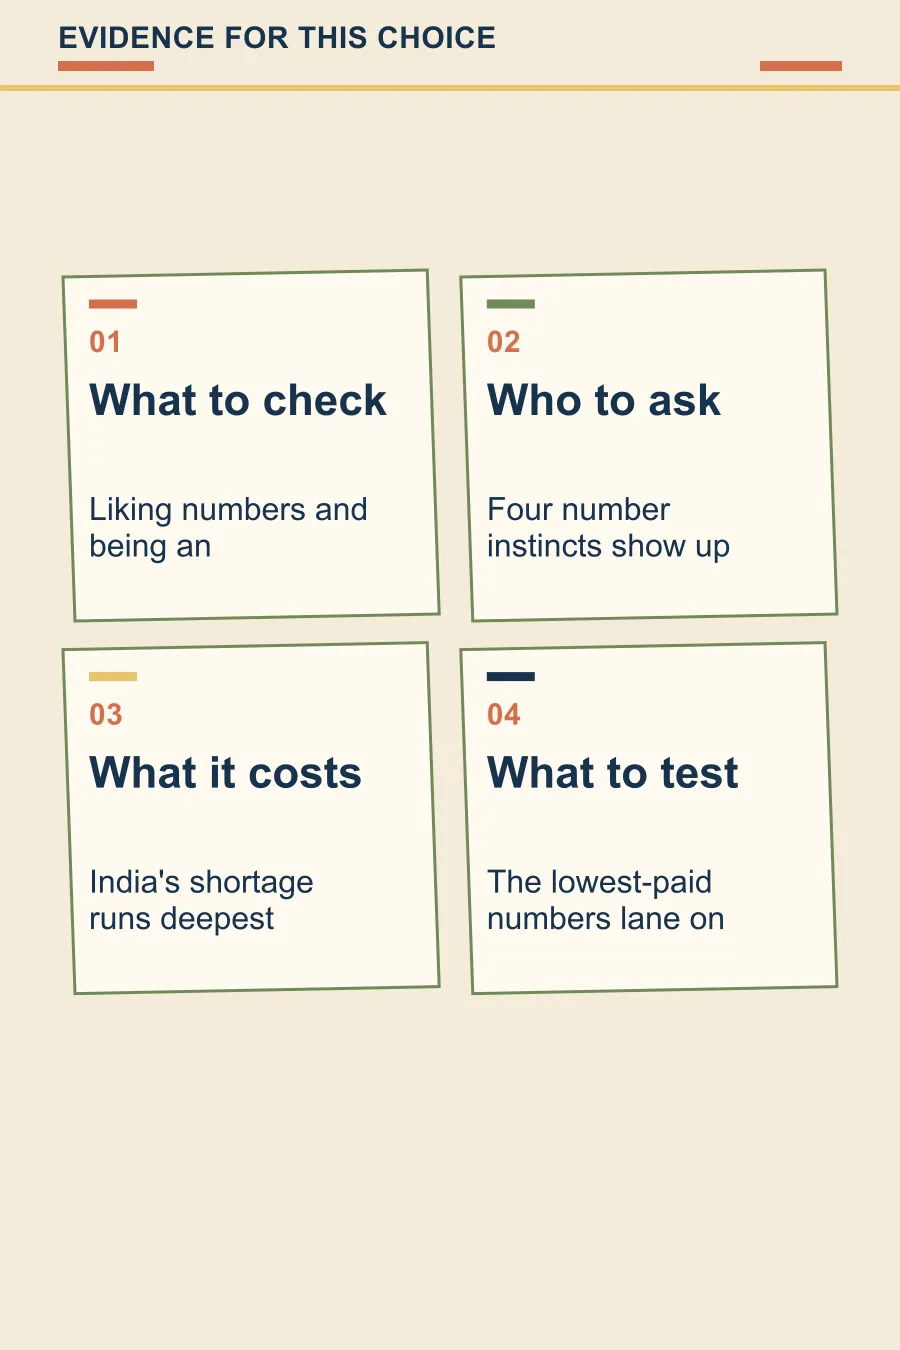 EVIDENCE FOR THIS CHOICE
01
What to check
Liking numbers and
being an
02
Who to ask
Four number
instincts show up
03
What it costs
India's shortage
runs deepest
04
What to test
The lowest-paid
numbers lane on